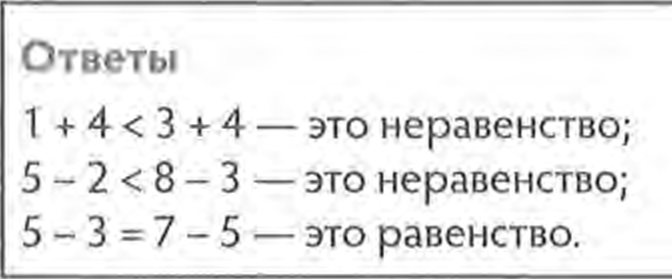 Ответы
1 + 4 < 3 + 4 — это неравенство;
5 – 2 < 8 – 3 — это неравенство;
5 – 3 = 7 – 5 — это равенство.